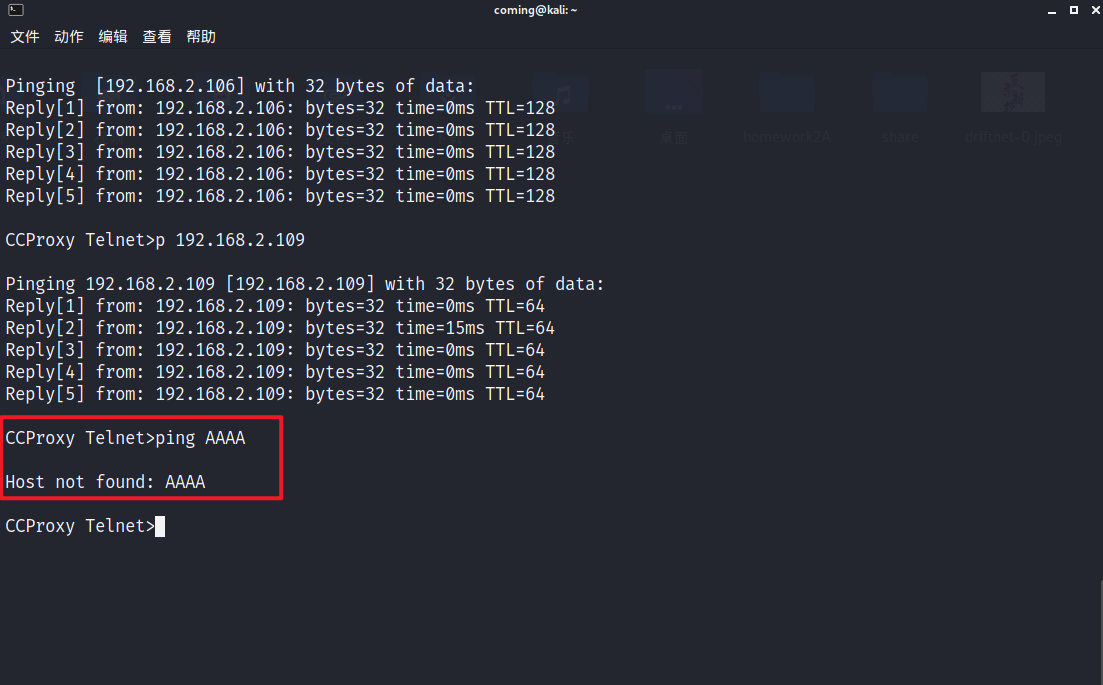 coming@kali: ~
文件 动作 编辑 查看 帮助
Pinging  [192.168.2.106] with 32 bytes of data:
Reply[1] from: 192.168.2.106: bytes=32 time=0ms TTL=128
Reply[2] from: 192.168.2.106: bytes=32 time=0ms TTL=128
Reply[3] from: 192.168.2.106: bytes=32 time=0ms TTL=128
Reply[4] from: 192.168.2.106: bytes=32 time=0ms TTL=128
Reply[5] from: 192.168.2.106: bytes=32 time=0ms TTL=128
桌面 homework2A share
CCProxy Telnet>p 192.168.2.109
Pinging 192.168.2.109 [192.168.2.109] with 32 bytes of data:
Reply[1] from: 192.168.2.109: bytes=32 time=0ms TTL=64
Reply[2] from: 192.168.2.109: bytes=32 time=15ms TTL=64
Reply[3] from: 192.168.2.109: bytes=32 time=0ms TTL=64
Reply[4] from: 192.168.2.109: bytes=32 time=0ms TTL=64
Reply[5] from: 192.168.2.109: bytes=32 time=0ms TTL=64
CCProxy Telnet>ping AAAA
Host not found: AAAA
CCProxy Telnet>